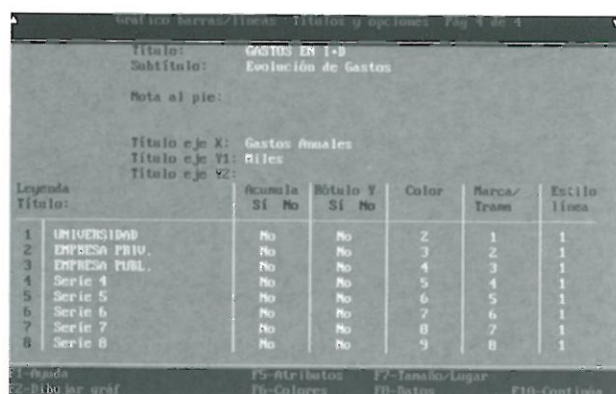 Gráfico barras/líneas Títulos y opciones Pág 4 de 4
Título: GASTOS EN I+D
Subtítulo: Evolución de Gastos
Nota al pie:
Título eje X: Gastos Anuales
Título eje Y1: Miles
Título eje Y2:
Leyenda Acumula Rótulo Y Color Marca/ Estilo
Título: Sí No Sí No Trama línea
1 UNIVERSIDAD No No 2 1 1
2 EMPRESA PRIV. No No 3 2 1
3 EMPRESA PUBL. No No 4 3 1
4 Serie 4 No No 5 4 1
5 Serie 5 No No 6 5 1
6 Serie 6 No No 7 6 1
7 Serie 7 No No 8 7 1
8 Serie 8 No No 9 8 1
F1-Ayuda F5-Atributos F7-Tamaño/Lugar
F2-Dibujar gráf F6-Colores F8-Datos F10-Continúa